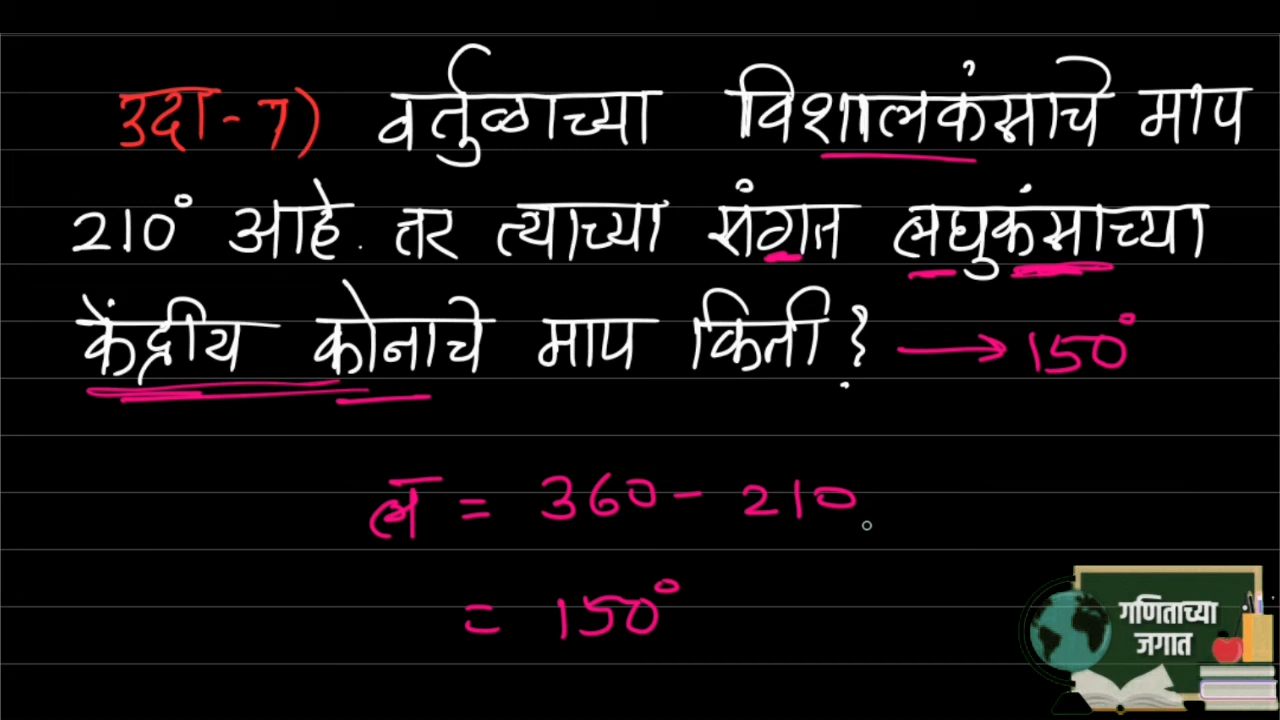 उदा-7) वर्तुळाच्या विशालकंसाचे माप
210° आहे. तर त्याच्या संगत लघुकंसाच्या
केंद्रीय कोनाचे माप किती? → 150°
ल = 360 - 210
= 150°
गणिताच्या
जगात